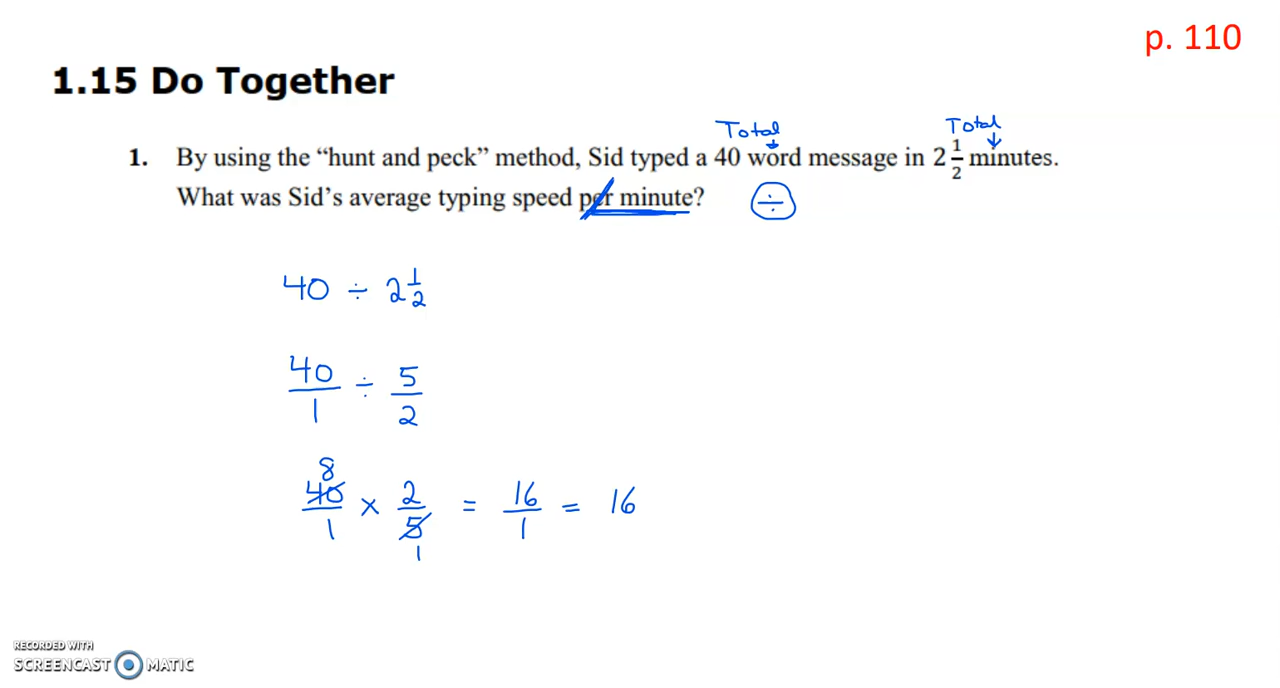 p. 110
1.15 Do Together
Total Total
1. By using the “hunt and peck” method, Sid typed a 40 word message in 2 1/2 minutes.
What was Sid’s average typing speed per minute? ÷
40 ÷ 2 1/2
40/1 ÷ 5/2
8
40/1 × 2/5 = 16/1 = 16
1
RECORDED WITH
SCREENCAST MATIC